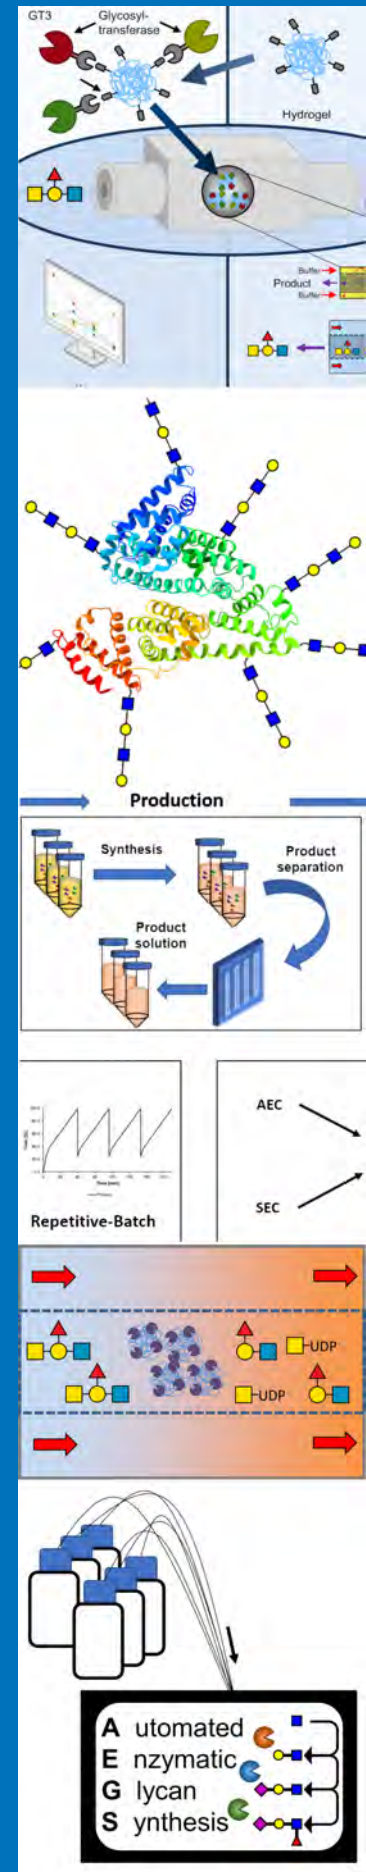 GT3
Glycosyl-
transferase
Hydrogel
Buffer
Product
Buffer
...
Production
Synthesis
Product
separation
Product
solution
Repetitive-Batch
AEC
SEC
UDP
UDP
A utomated
E nzymatic
G lycan
S ynthesis